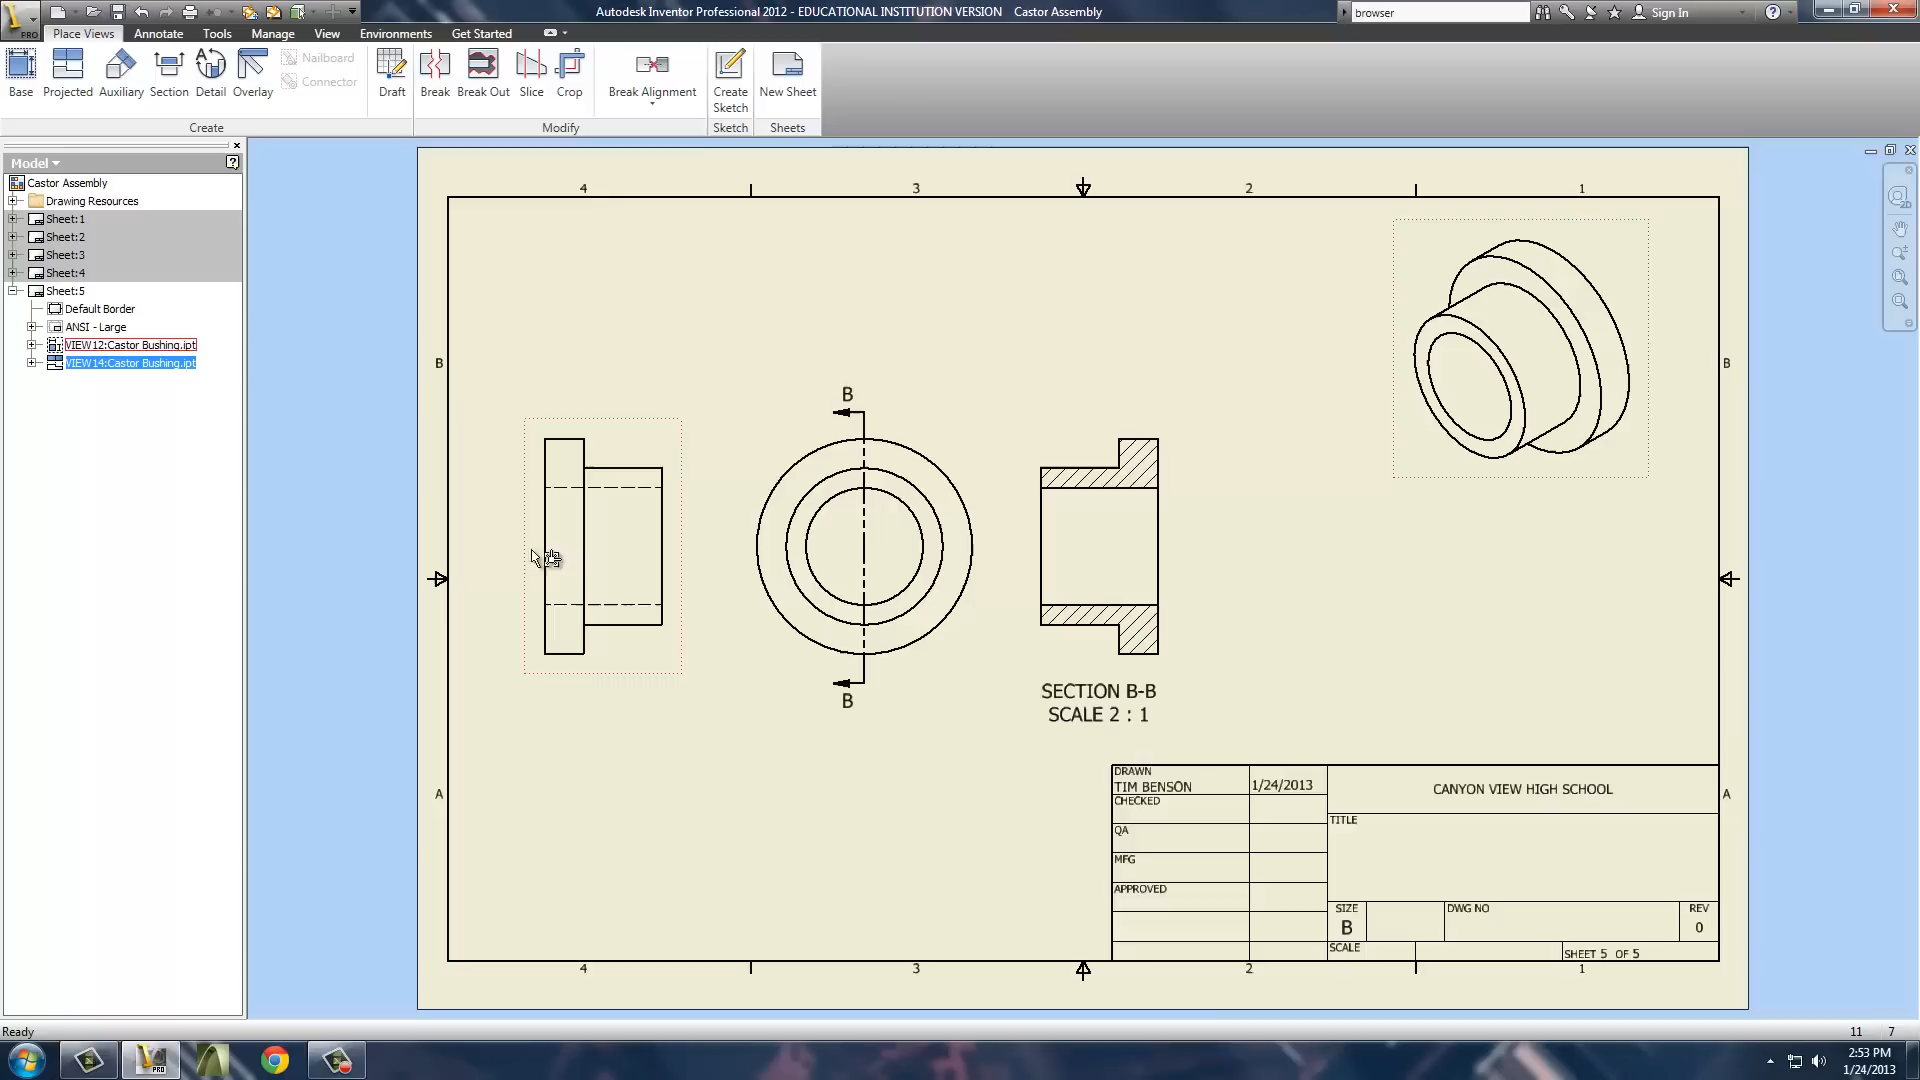 Autodesk Inventor Professional 2012 - EDUCATIONAL INSTITUTION VERSION Castor Assembly
browser
Sign In
PRO
Place Views Annotate Tools Manage View Environments Get Started
Base Projected Auxiliary Section Detail Overlay
Nailboard
Connector
Draft
Break Break Out Slice Crop
Break Alignment
Create Sketch
New Sheet
Create Modify Sketch Sheets
Model
Castor Assembly
Drawing Resources
Sheet:1
Sheet:2
Sheet:3
Sheet:4
Sheet:5
Default Border
ANSI - Large
VIEW12:Castor Bushing.ipt
VIEW14:Castor Bushing.ipt
4 3 2 1
B B
B
B
SECTION B-B
SCALE 2 : 1
A A
DRAWN
TIM BENSON 1/24/2013
CHECKED
QA
MFG
APPROVED
CANYON VIEW HIGH SCHOOL
TITLE
SIZE
B
DWG NO
REV
0
SCALE
SHEET 5 OF 5
4 3 2 1
2D
Ready
11 7
PRO
2:53 PM
1/24/2013